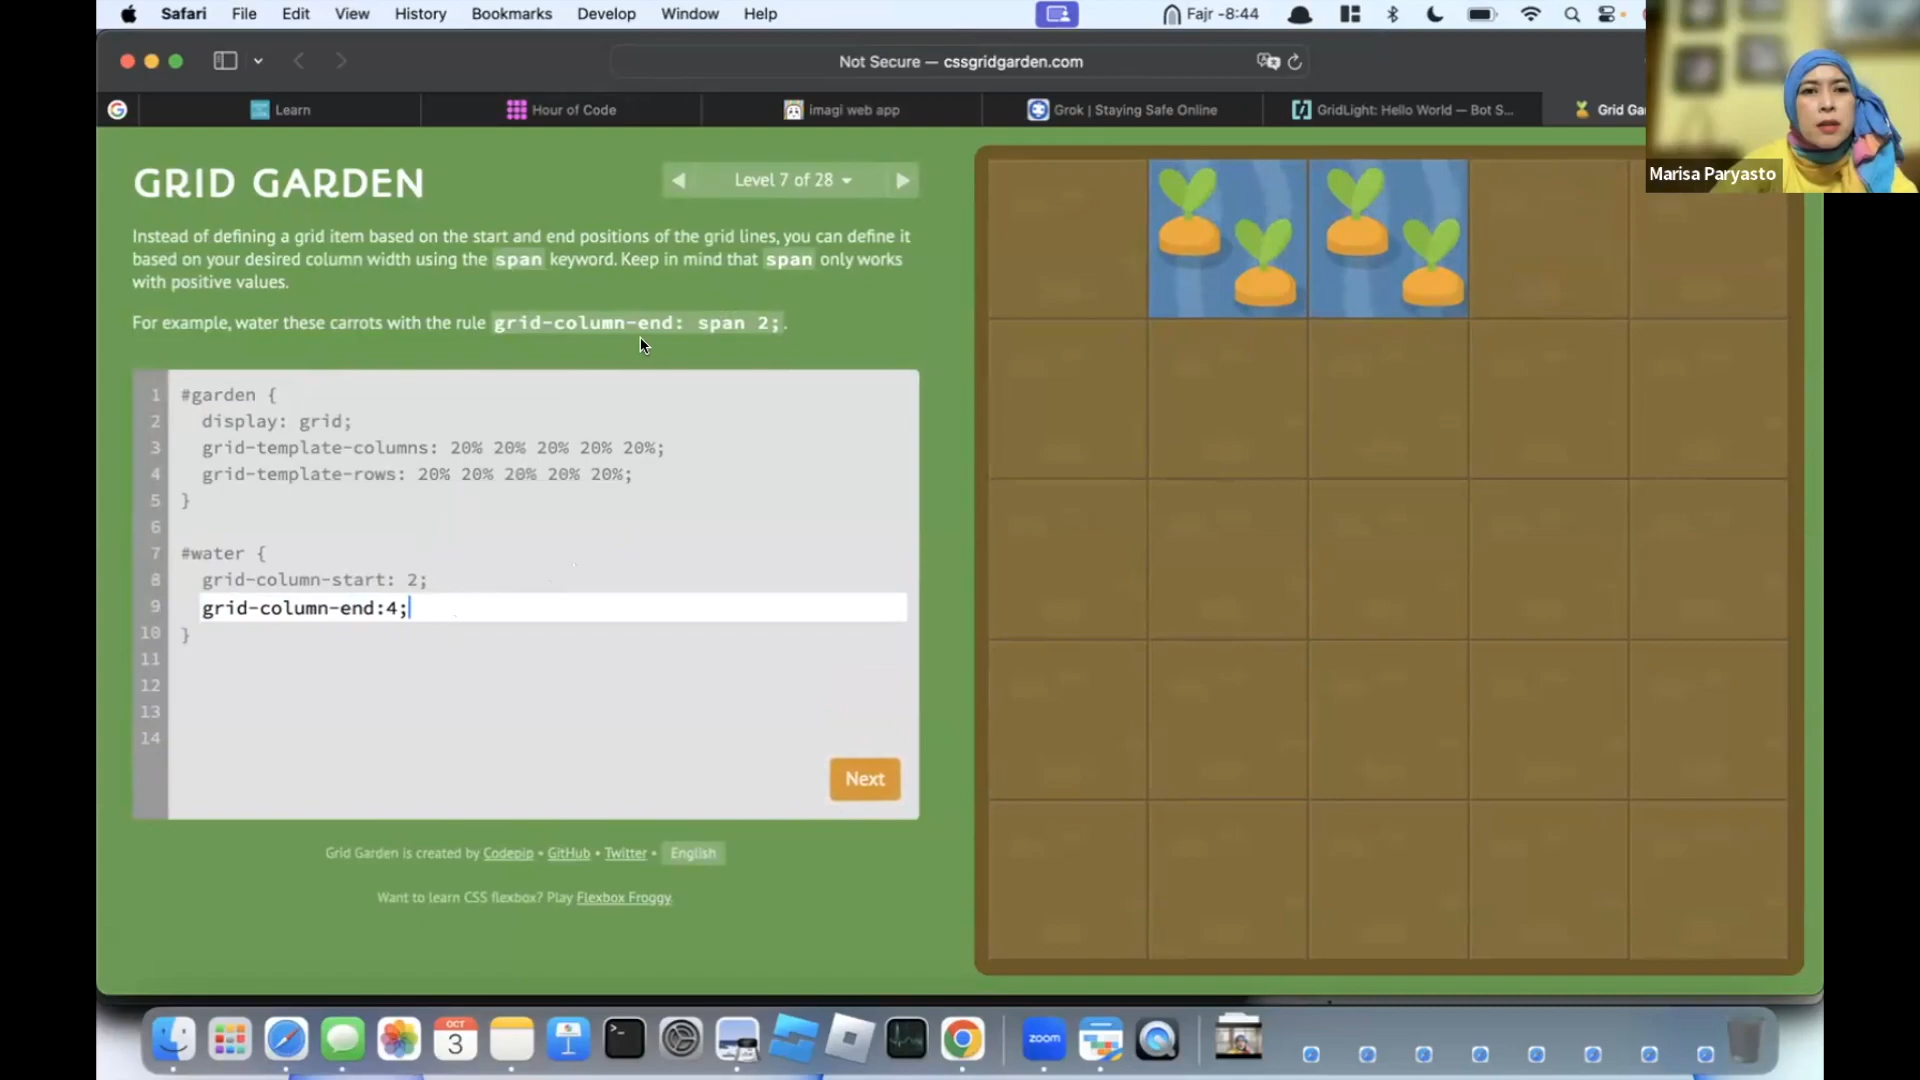 Safari File Edit View History Bookmarks Develop Window Help Fajr -8:44
Not Secure — cssgridgarden.com
Learn Hour of Code imagi web app Grok | Staying Safe Online GridLight: Hello World — Bot S... Grid Ga
Marisa Paryasto
GRID GARDEN
Level 7 of 28
Instead of defining a grid item based on the start and end positions of the grid lines, you can define it
based on your desired column width using the span keyword. Keep in mind that span only works
with positive values.
For example, water these carrots with the rule grid-column-end: span 2;.
1 #garden {
2 display: grid;
3 grid-template-columns: 20% 20% 20% 20% 20%;
4 grid-template-rows: 20% 20% 20% 20% 20%;
5 }
6
7 #water {
8 grid-column-start: 2;
9 grid-column-end:4;
10 }
11
12
13
14
Next
Grid Garden is created by Codepip • GitHub • Twitter • English
Want to learn CSS flexbox? Play Flexbox Froggy.
OCT
3
zoom